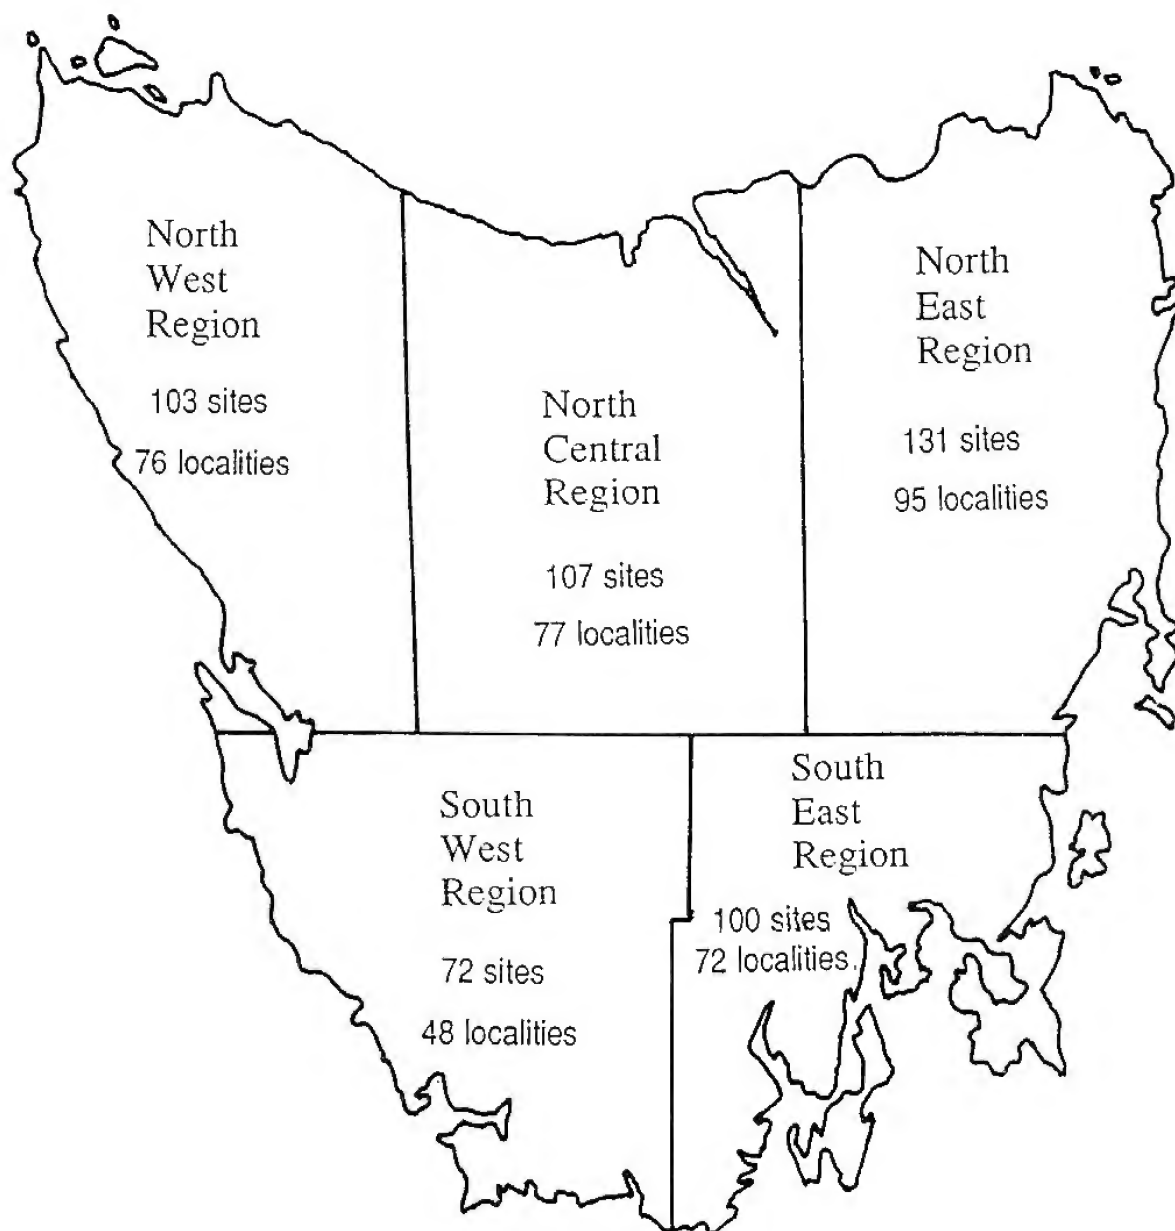 North
West
Region
103 sites
76 localities
North
Central
Region
107 sites
77 localities
North
East
Region
131 sites
95 localities
South
West
Region
72 sites
48 localities
South
East
Region
100 sites
72 localities.